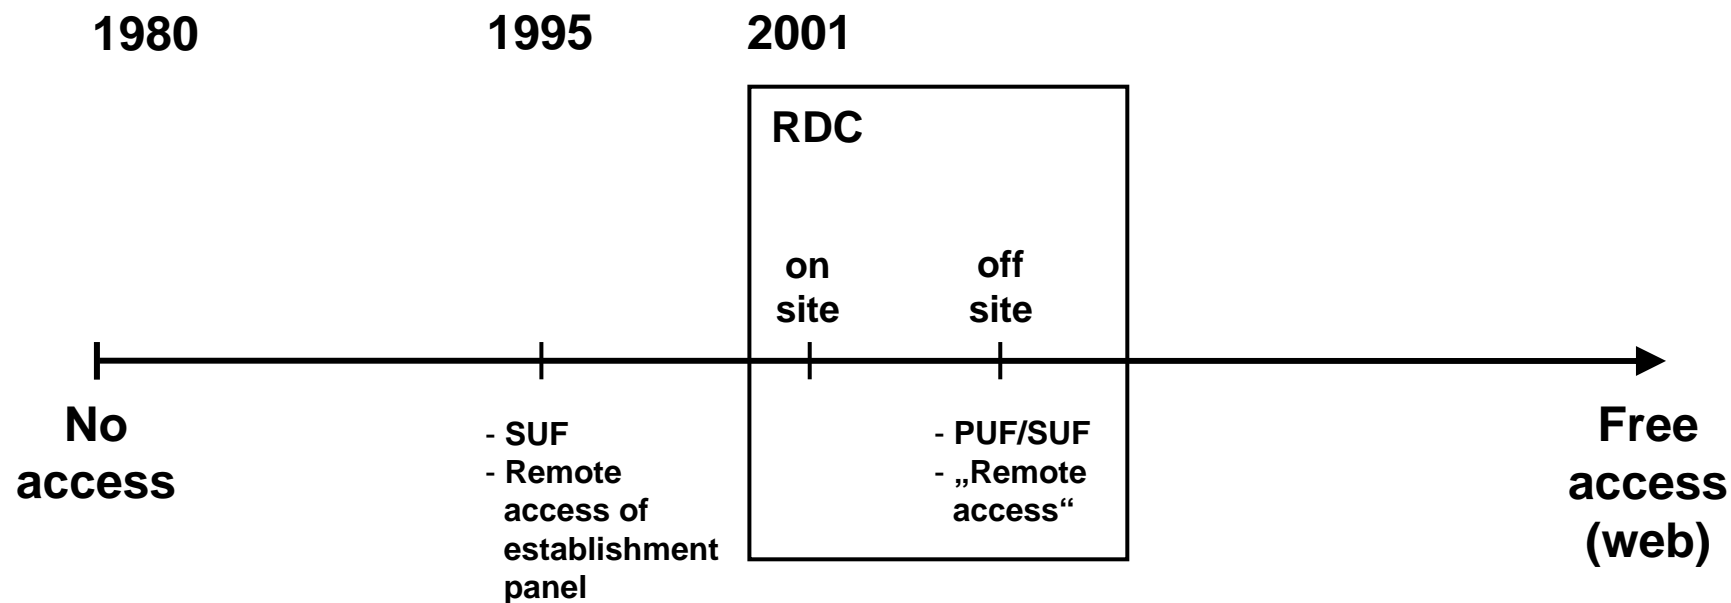 1980 1995 2001
RDC
on
site
off
site
No
access
- SUF
- Remote
access of
establishment
panel
- PUF/SUF
- „Remote
access“
Free
access
(web)